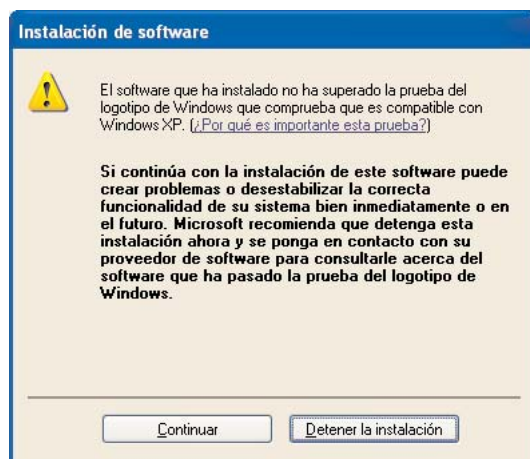 Instalación de software
El software que ha instalado no ha superado la prueba del
logotipo de Windows que comprueba que es compatible con
Windows XP. (¿Por qué es importante esta prueba?)
Si continúa con la instalación de este software puede
crear problemas o desestabilizar la correcta
funcionalidad de su sistema bien inmediatamente o en
el futuro. Microsoft recomienda que detenga esta
instalación ahora y se ponga en contacto con su
proveedor de software para consultarle acerca del
software que ha pasado la prueba del logotipo de
Windows.
Continuar
Detener la instalación